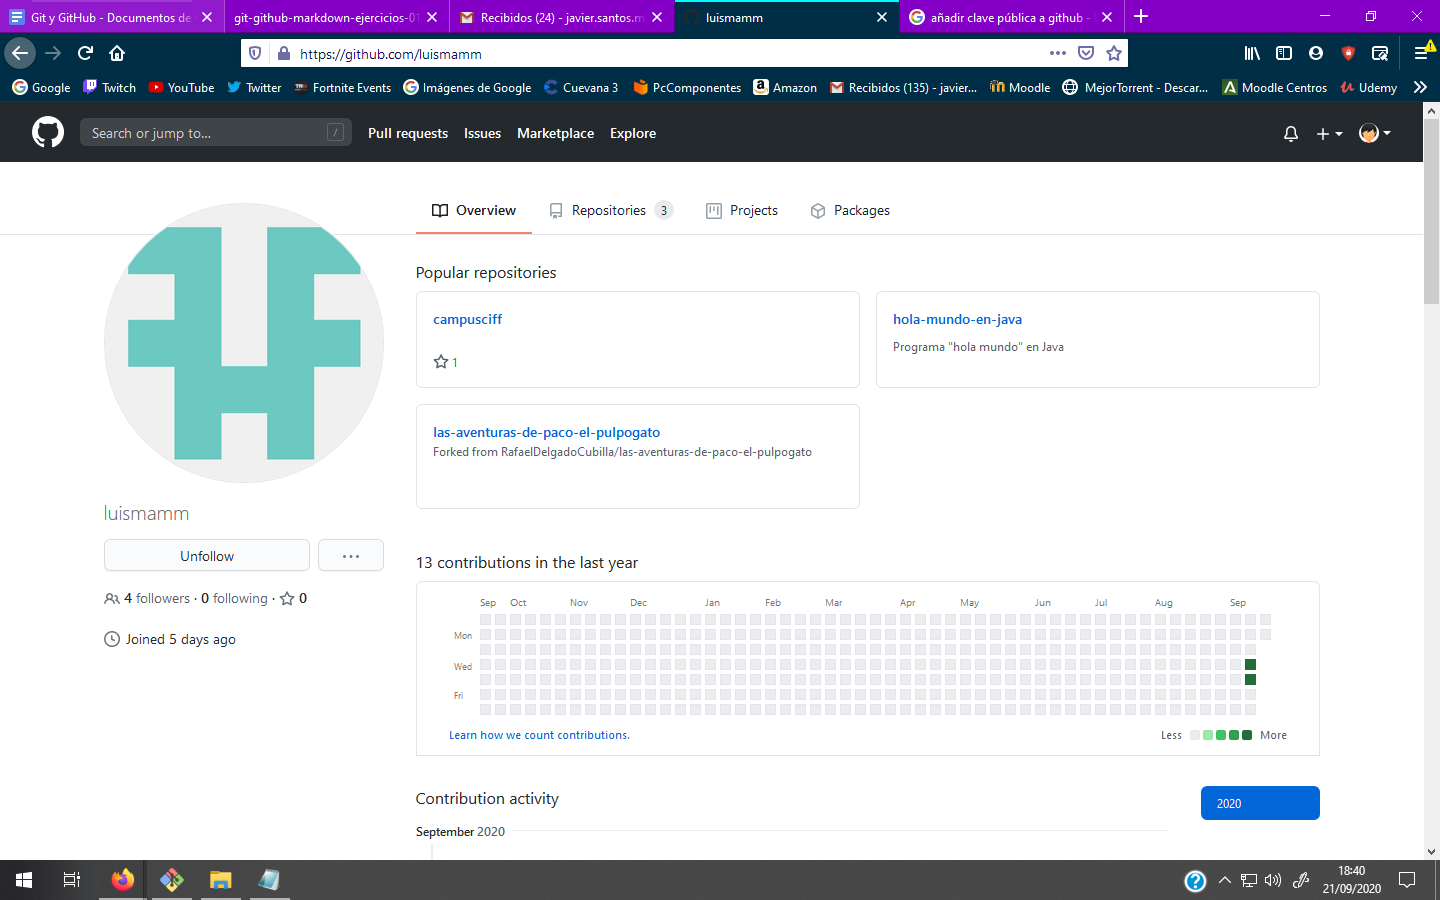 Git y GitHub - Documentos de
git-github-markdown-ejercicios-01
Recibidos (24) - javier.santos.m
luismamm
añadir clave pública a github -
https://github.com/luismamm
Google
Twitch
YouTube
Twitter
Fortnite Events
Imágenes de Google
Cuevana 3
PcComponentes
Amazon
Recibidos (135) - javier...
Moodle
MejorTorrent - Descar...
Moodle Centros
Udemy
Search or jump to...
/
Pull requests
Issues
Marketplace
Explore
Overview
Repositories 3
Projects
Packages
Popular repositories
campusciff
1
hola-mundo-en-java
Programa "hola mundo" en Java
las-aventuras-de-paco-el-pulpogato
Forked from RafaelDelgadoCubilla/las-aventuras-de-paco-el-pulpogato
luismamm
Unfollow
...
4 followers · 0 following · 0
Joined 5 days ago
13 contributions in the last year
Sep Oct Nov Dec Jan Feb Mar Apr May Jun Jul Aug Sep
Mon
Wed
Fri
Learn how we count contributions.
Less More
Contribution activity
2020
September 2020
18:40
21/09/2020